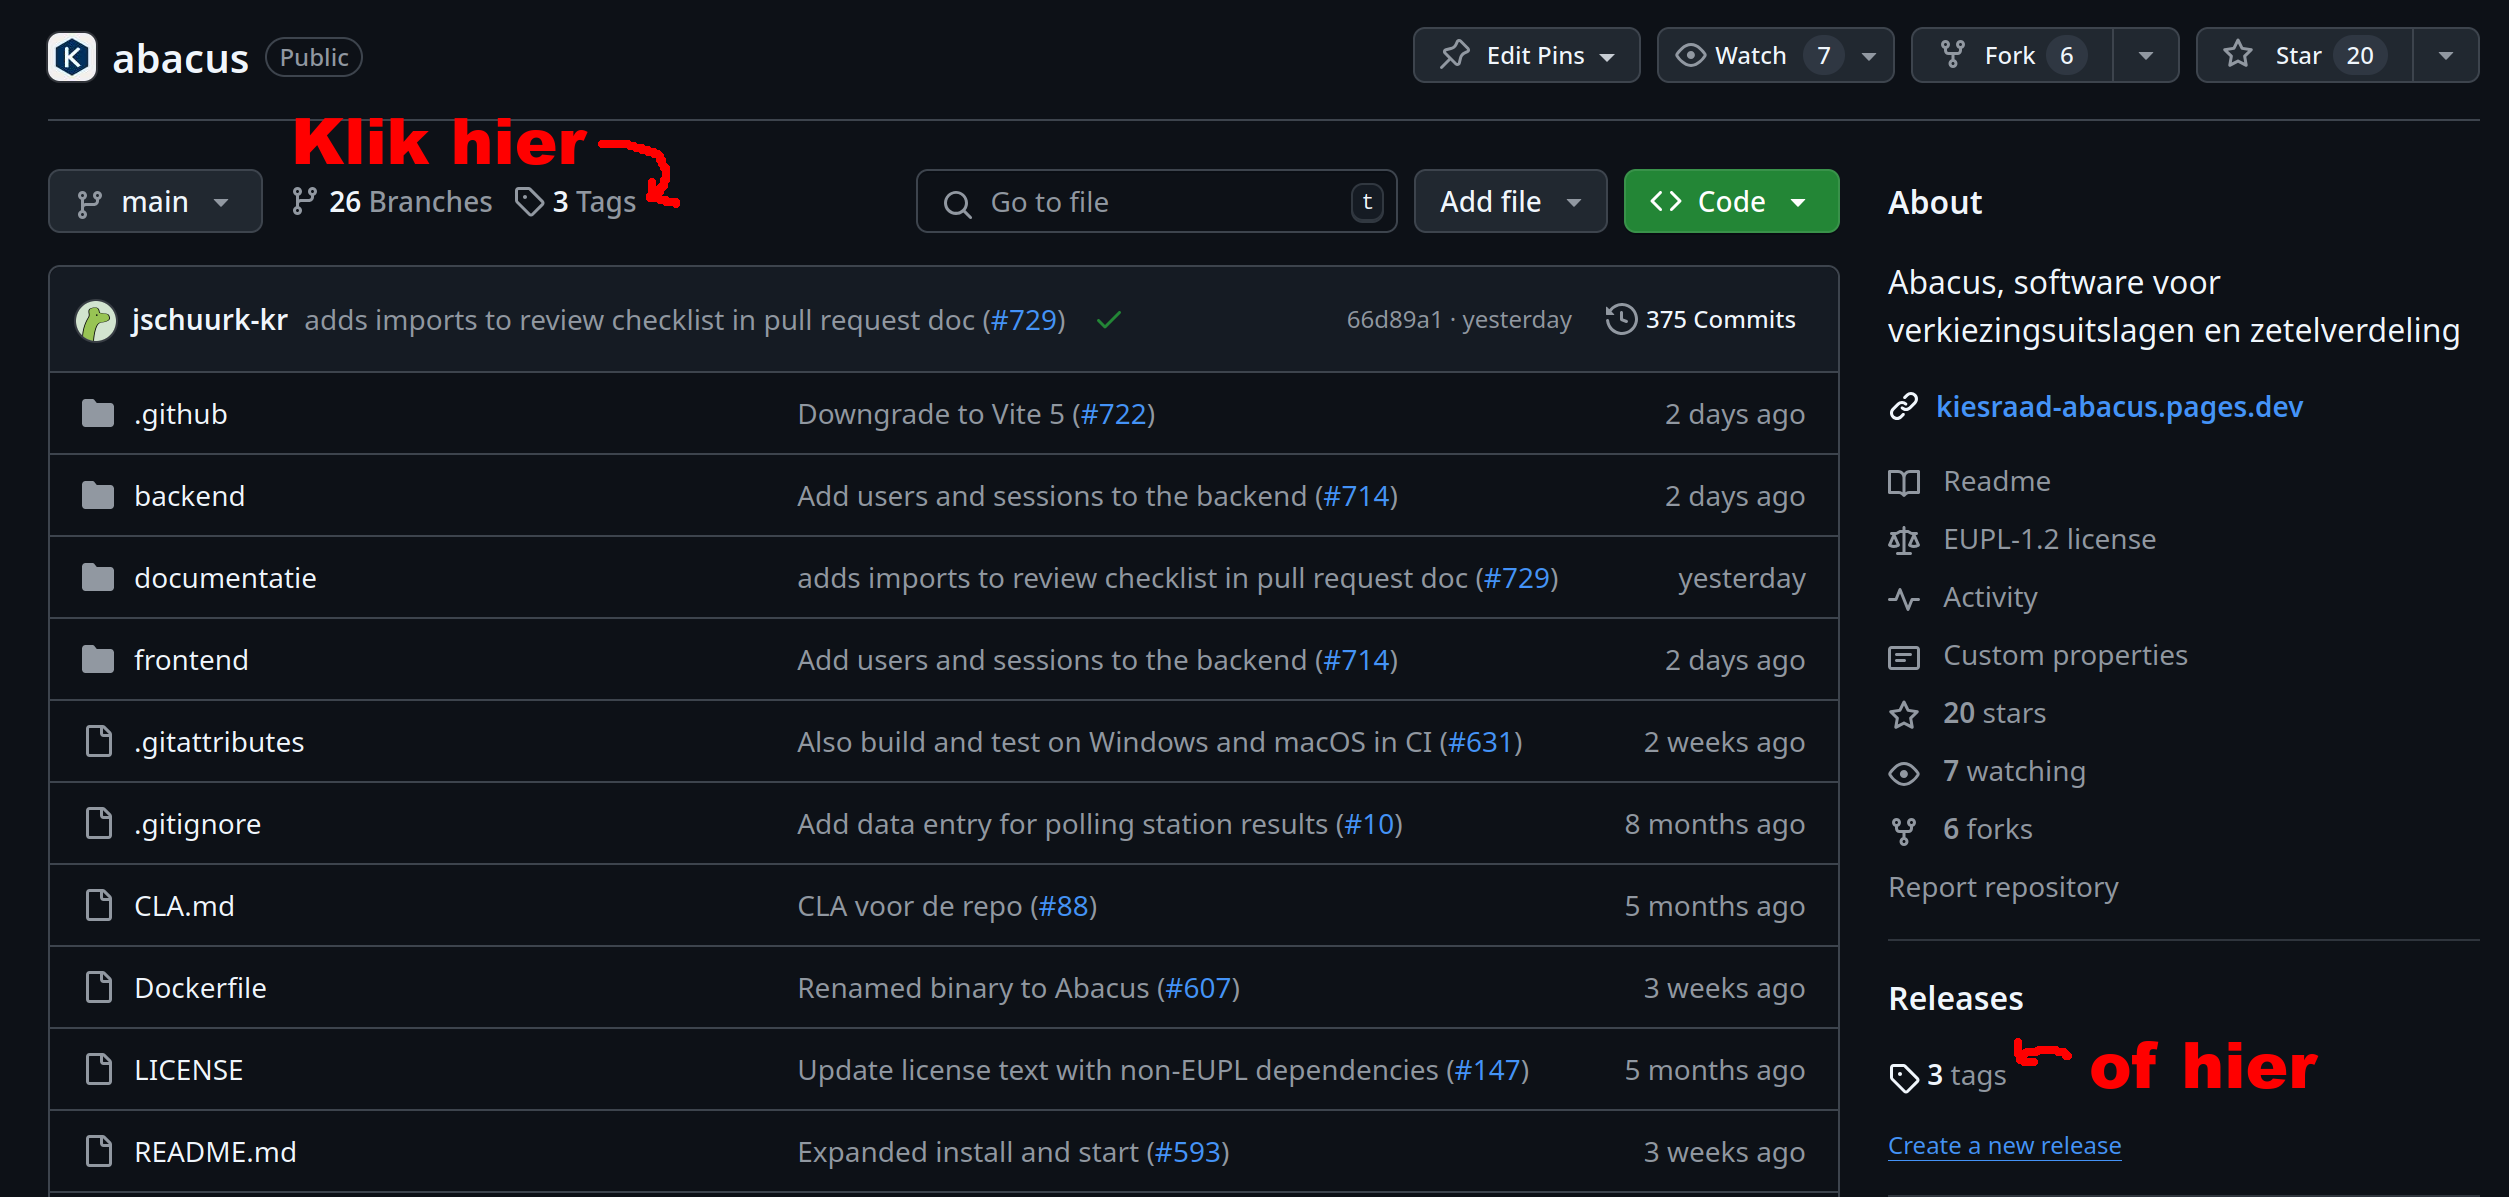 abacus Public Edit Pins Watch 7 Fork 6 Star 20
Klik hier
main 26 Branches 3 Tags Go to file t Add file Code
jschuurk-kr adds imports to review checklist in pull request doc (#729) 66d89a1 · yesterday 375 Commits
.github Downgrade to Vite 5 (#722) 2 days ago
backend Add users and sessions to the backend (#714) 2 days ago
documentatie adds imports to review checklist in pull request doc (#729) yesterday
frontend Add users and sessions to the backend (#714) 2 days ago
.gitattributes Also build and test on Windows and macOS in CI (#631) 2 weeks ago
.gitignore Add data entry for polling station results (#10) 8 months ago
CLA.md CLA voor de repo (#88) 5 months ago
Dockerfile Renamed binary to Abacus (#607) 3 weeks ago
LICENSE Update license text with non-EUPL dependencies (#147) 5 months ago
README.md Expanded install and start (#593) 3 weeks ago
About
Abacus, software voor
verkiezingsuitslagen en zetelverdeling
kiesraad-abacus.pages.dev
Readme
EUPL-1.2 license
Activity
Custom properties
20 stars
7 watching
6 forks
Report repository
Releases
3 tags of hier
Create a new release